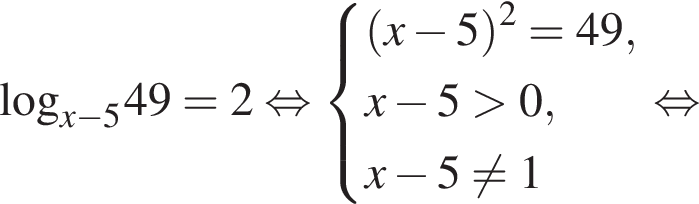 log_{x−5} 49 = 2 ⇔ { (x − 5)² = 49,
x − 5 > 0,
x − 5 ≠ 1 ⇔